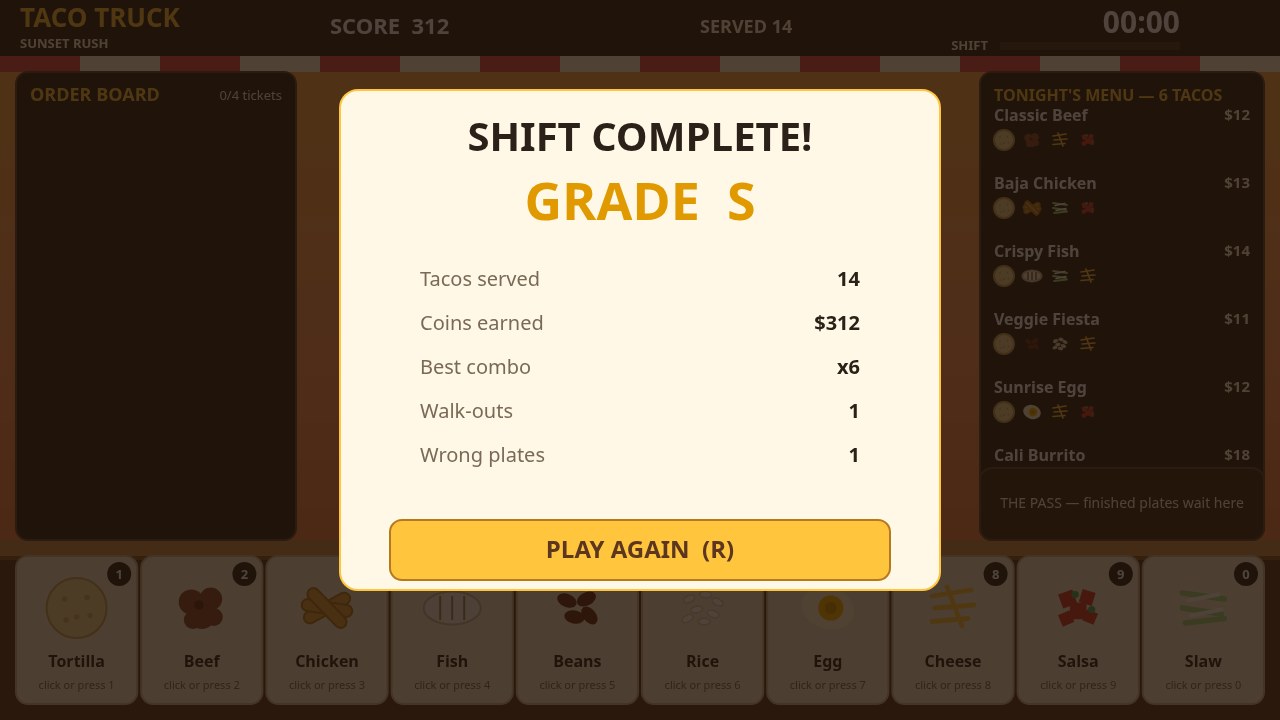 TACO TRUCK
SUNSET RUSH
SCORE 312
SERVED 14
00:00
SHIFT
ORDER BOARD
0/4 tickets
SHIFT COMPLETE!
GRADE S
Tacos served 14
Coins earned $312
Best combo x6
Walk-outs 1
Wrong plates 1
PLAY AGAIN (R)
TONIGHT'S MENU — 6 TACOS
Classic Beef $12
Baja Chicken $13
Crispy Fish $14
Veggie Fiesta $11
Sunrise Egg $12
Cali Burrito $18
THE PASS — finished plates wait here
1
Tortilla
click or press 1
2
Beef
click or press 2
Chicken
click or press 3
Fish
click or press 4
Beans
click or press 5
Rice
click or press 6
Egg
click or press 7
8
Cheese
click or press 8
9
Salsa
click or press 9
0
Slaw
click or press 0